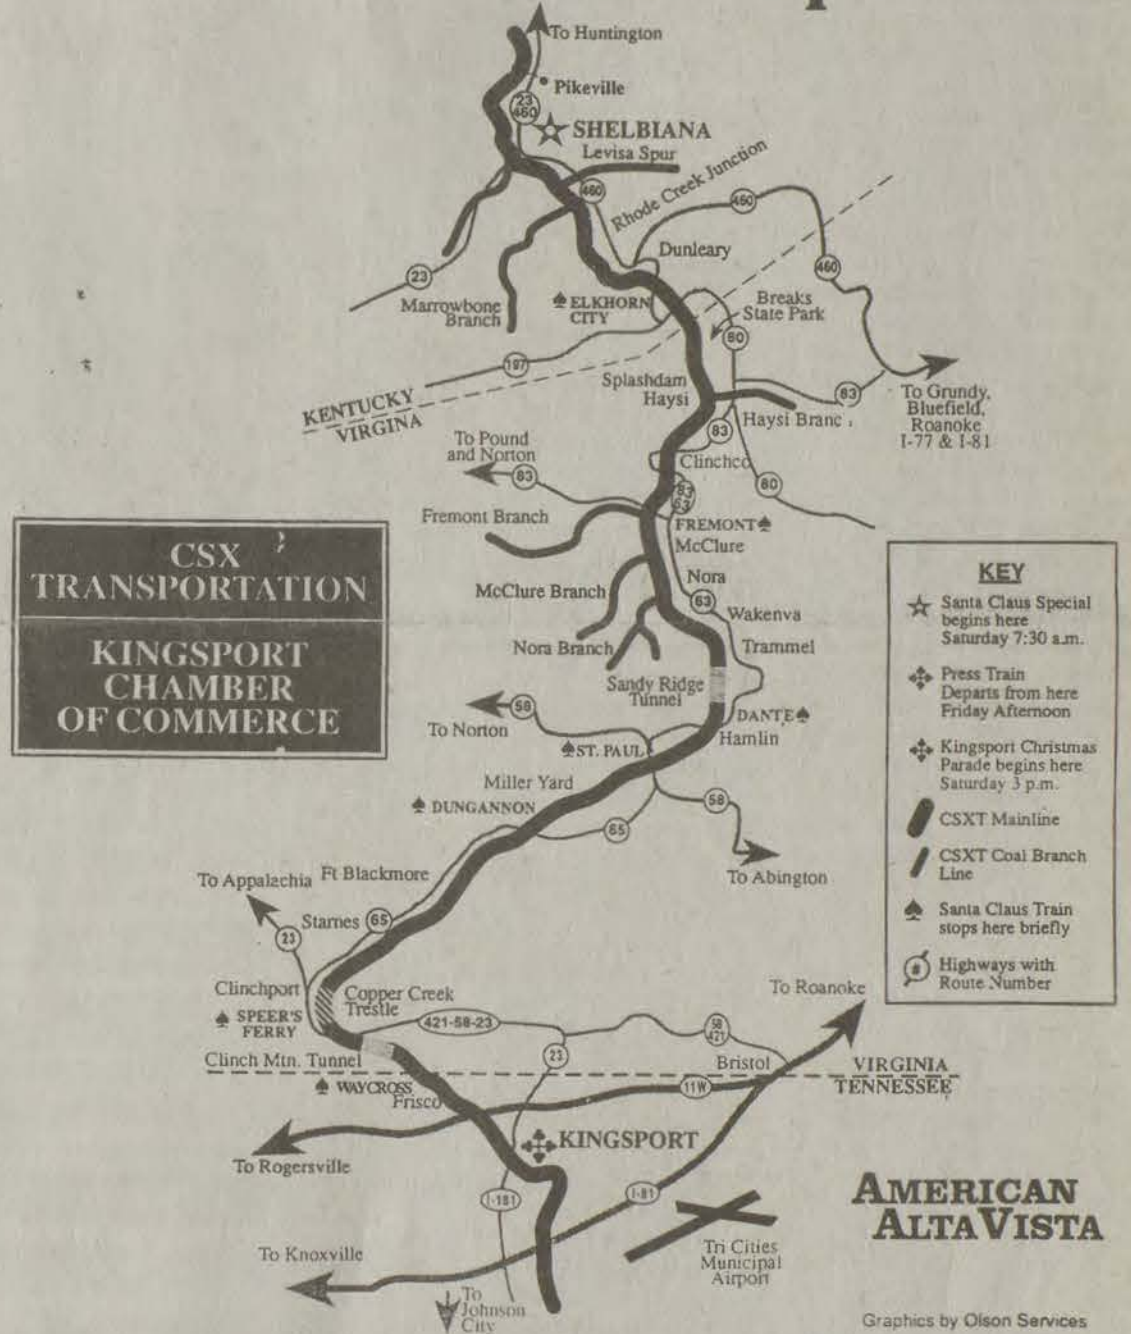 To Huntington
Pikeville
23
460
SHELBIANA
Levisa Spur
460
Rhode Creek Junction
460
Dunleary
460
23
Marrowbone
Branch
ELKHORN
CITY
Breaks
State Park
80
197
Splashdam
Haysi
83
To Grundy,
Bluefield,
Roanoke
I-77 & I-81
KENTUCKY
VIRGINA
Haysi Branc
83
To Pound
and Norton
83
Clinchco
80
83
63
Fremont Branch
FREMONT
McClure
CSX
TRANSPORTATION
KINGSPORT
CHAMBER
OF COMMERCE
McClure Branch
Nora
63
Wakenva
Nora Branch
Trammel
Sandy Ridge
Tunnel
58
To Norton
DANTE
Hamlin
ST. PAUL
Miller Yard
DUNGANNON
58
65
To Abington
To Appalachia
Ft Blackmore
Starnes
65
23
Clinchport
Copper Creek
Trestle
SPEER'S
FERRY
421-58-23
58
421
To Roanoke
23
Clinch Mtn. Tunnel
Bristol
VIRGINIA
TENNESSEE
WAYCROSS
Frisco
11W
KINGSPORT
To Rogersville
I-181
I-81
To Knoxville
Tri Cities
Municipal
Airport
To
Johnson
City
KEY
Santa Claus Special
begins here
Saturday 7:30 a.m.
Press Train
Departs from here
Friday Afternoon
Kingsport Christmas
Parade begins here
Saturday 3 p.m.
CSXT Mainline
CSXT Coal Branch
Line
Santa Claus Train
stops here briefly
#
Highways with
Route Number
AMERICAN
ALTA VISTA
Graphics by Olson Services